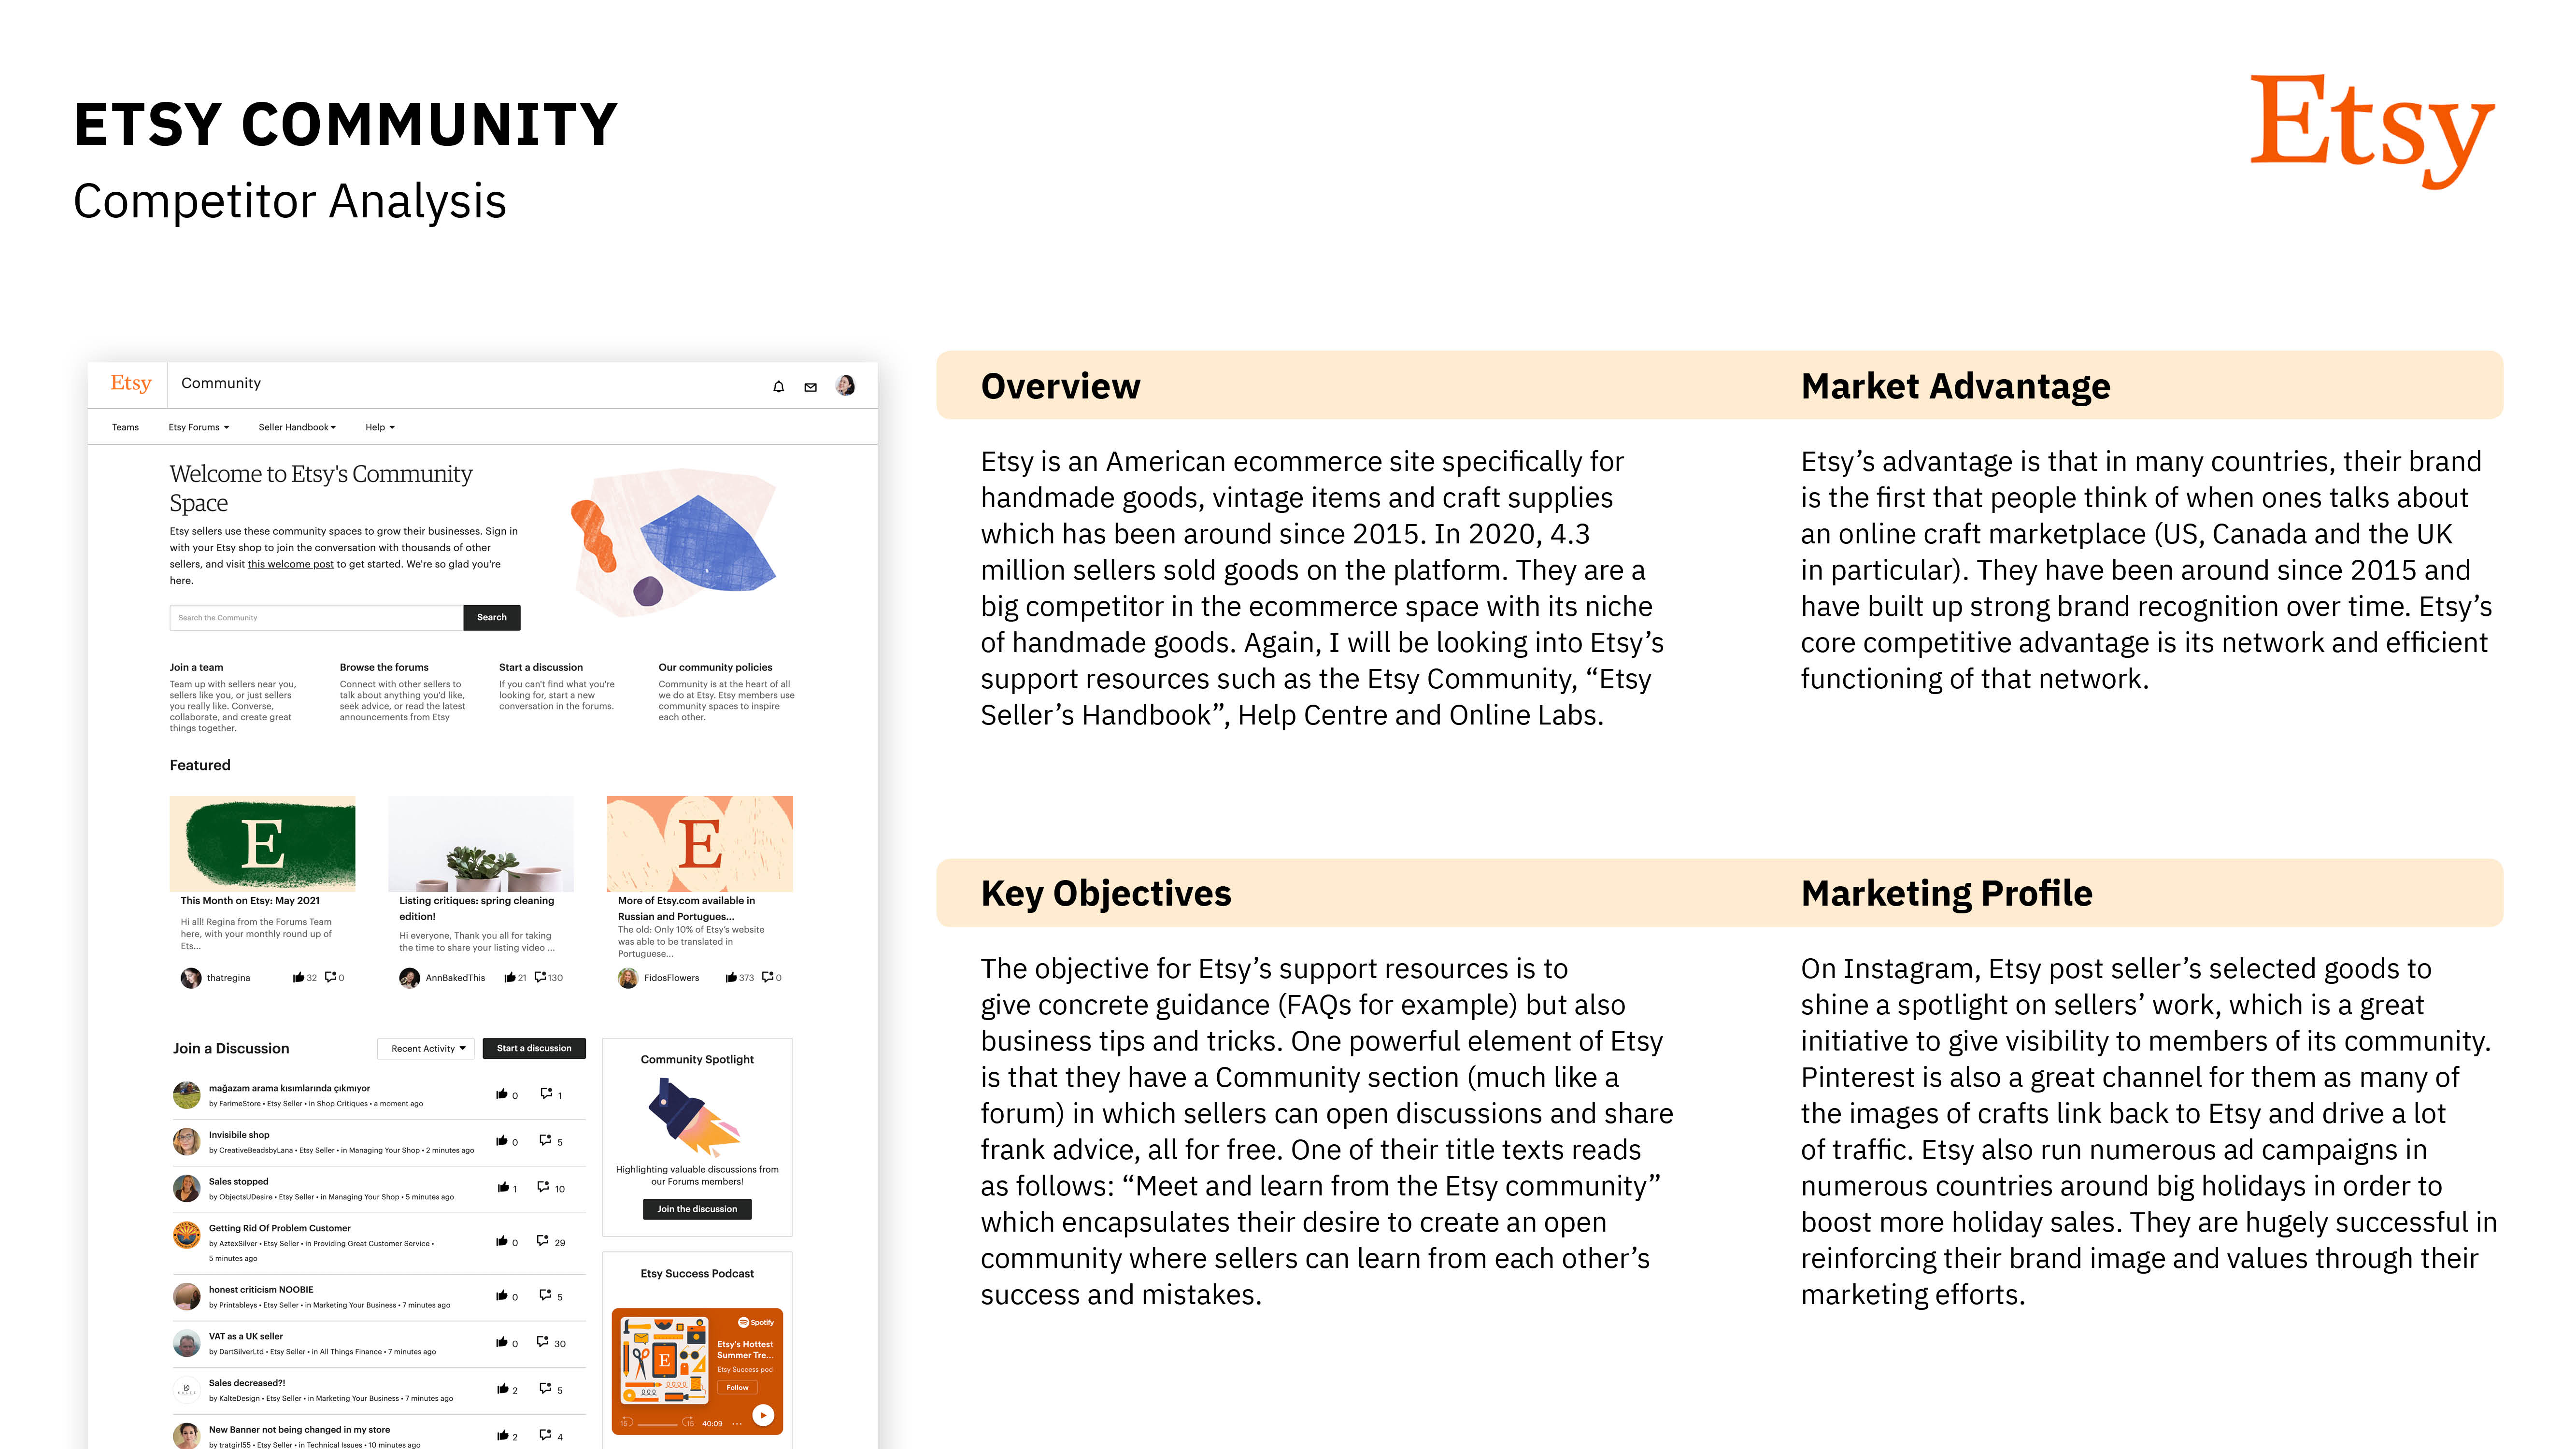 ETSY COMMUNITY
Competitor Analysis
Etsy
Etsy
Community
Teams
Etsy Forums
Seller Handbook
Help
Welcome to Etsy's Community
Space
Etsy sellers use these community spaces to grow their businesses. Sign in
with your Etsy shop to join the conversation with thousands of other
sellers, and visit this welcome post to get started. We're so glad you're
here.
Search the Community
Search
Join a team
Team up with sellers near you,
sellers like you, or just sellers
you really like. Converse,
collaborate, and create great
things together.
Browse the forums
Connect with other sellers to
talk about anything you'd like,
seek advice, or read the latest
announcements from Etsy
Start a discussion
If you can't find what you're
looking for, start a new
conversation in the forums.
Our community policies
Community is at the heart of all
we do at Etsy. Etsy members use
community spaces to inspire
each other.
Featured
E
This Month on Etsy: May 2021
Hi all! Regina from the Forums Team
here, with your monthly round up of
Ets...
thatregina
32
0
Listing critiques: spring cleaning
edition!
Hi everyone, Thank you all for taking
the time to share your listing video ...
AnnBakedThis
21
130
E
More of Etsy.com available in
Russian and Portugues...
The old: Only 10% of Etsy's website
was able to be translated in
Portuguese...
FidosFlowers
373
0
Join a Discussion
Recent Activity
Start a discussion
mağazam arama kısımlarında çıkmıyor
by FarimeStore • Etsy Seller • in Shop Critiques • a moment ago
0
1
Invisibile shop
by CreativeBeadsbyLana • Etsy Seller • in Managing Your Shop • 2 minutes ago
0
5
Sales stopped
by ObjectsUDesire • Etsy Seller • in Managing Your Shop • 5 minutes ago
1
10
Getting Rid Of Problem Customer
by AztexSilver • Etsy Seller • in Providing Great Customer Service •
5 minutes ago
0
29
honest criticism NOOBIE
by Printableys • Etsy Seller • in Marketing Your Business • 7 minutes ago
0
5
VAT as a UK seller
by DartSilverLtd • Etsy Seller • in All Things Finance • 7 minutes ago
0
30
Sales decreased?!
by KalteDesign • Etsy Seller • in Marketing Your Business • 7 minutes ago
2
5
New Banner not being changed in my store
by tratgirl55 • Etsy Seller • in Technical Issues • 10 minutes ago
2
4
Community Spotlight
Highlighting valuable discussions from
our Forums members!
Join the discussion
Etsy Success Podcast
Spotify
E
Etsy's Hottest
Summer Tre...
Etsy Success pod
Follow
15
15
40:09
Overview
Etsy is an American ecommerce site specifically for
handmade goods, vintage items and craft supplies
which has been around since 2015. In 2020, 4.3
million sellers sold goods on the platform. They are a
big competitor in the ecommerce space with its niche
of handmade goods. Again, I will be looking into Etsy’s
support resources such as the Etsy Community, “Etsy
Seller’s Handbook”, Help Centre and Online Labs.
Market Advantage
Etsy’s advantage is that in many countries, their brand
is the first that people think of when ones talks about
an online craft marketplace (US, Canada and the UK
in particular). They have been around since 2015 and
have built up strong brand recognition over time. Etsy’s
core competitive advantage is its network and efficient
functioning of that network.
Key Objectives
The objective for Etsy’s support resources is to
give concrete guidance (FAQs for example) but also
business tips and tricks. One powerful element of Etsy
is that they have a Community section (much like a
forum) in which sellers can open discussions and share
frank advice, all for free. One of their title texts reads
as follows: “Meet and learn from the Etsy community”
which encapsulates their desire to create an open
community where sellers can learn from each other’s
success and mistakes.
Marketing Profile
On Instagram, Etsy post seller’s selected goods to
shine a spotlight on sellers’ work, which is a great
initiative to give visibility to members of its community.
Pinterest is also a great channel for them as many of
the images of crafts link back to Etsy and drive a lot
of traffic. Etsy also run numerous ad campaigns in
numerous countries around big holidays in order to
boost more holiday sales. They are hugely successful in
reinforcing their brand image and values through their
marketing efforts.